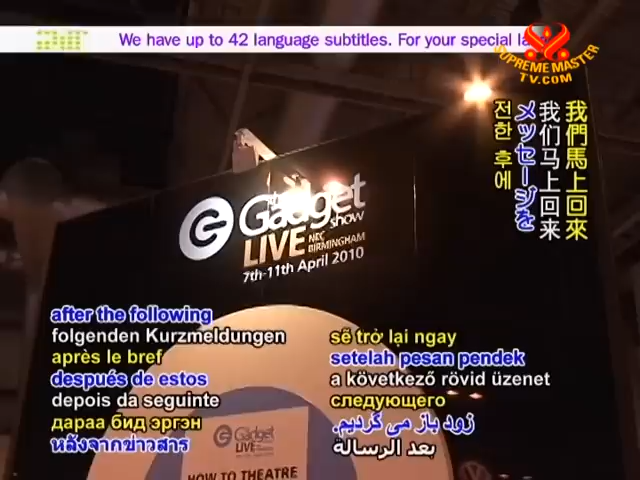 We have up to 42 language subtitles. For your special la
SUPREME MASTER
TV.COM
我們馬上回來
我们马上回来
メッセージを
전한 후에
the
Gadget
show
LIVE
NEC
BIRMINGHAM
7th-11th April 2010
after the following
folgenden Kurzmeldungen
après le bref
después de estos
depois da seguinte
дараа бид эргэн
หลังจากข่าวสาร
sẽ trở lại ngay
setelah pesan pendek
a következő rövid üzenet
следующего
زود باز می گردیم.
بعد الرسالة
Gadget
LIVE
HOW TO THEATRE